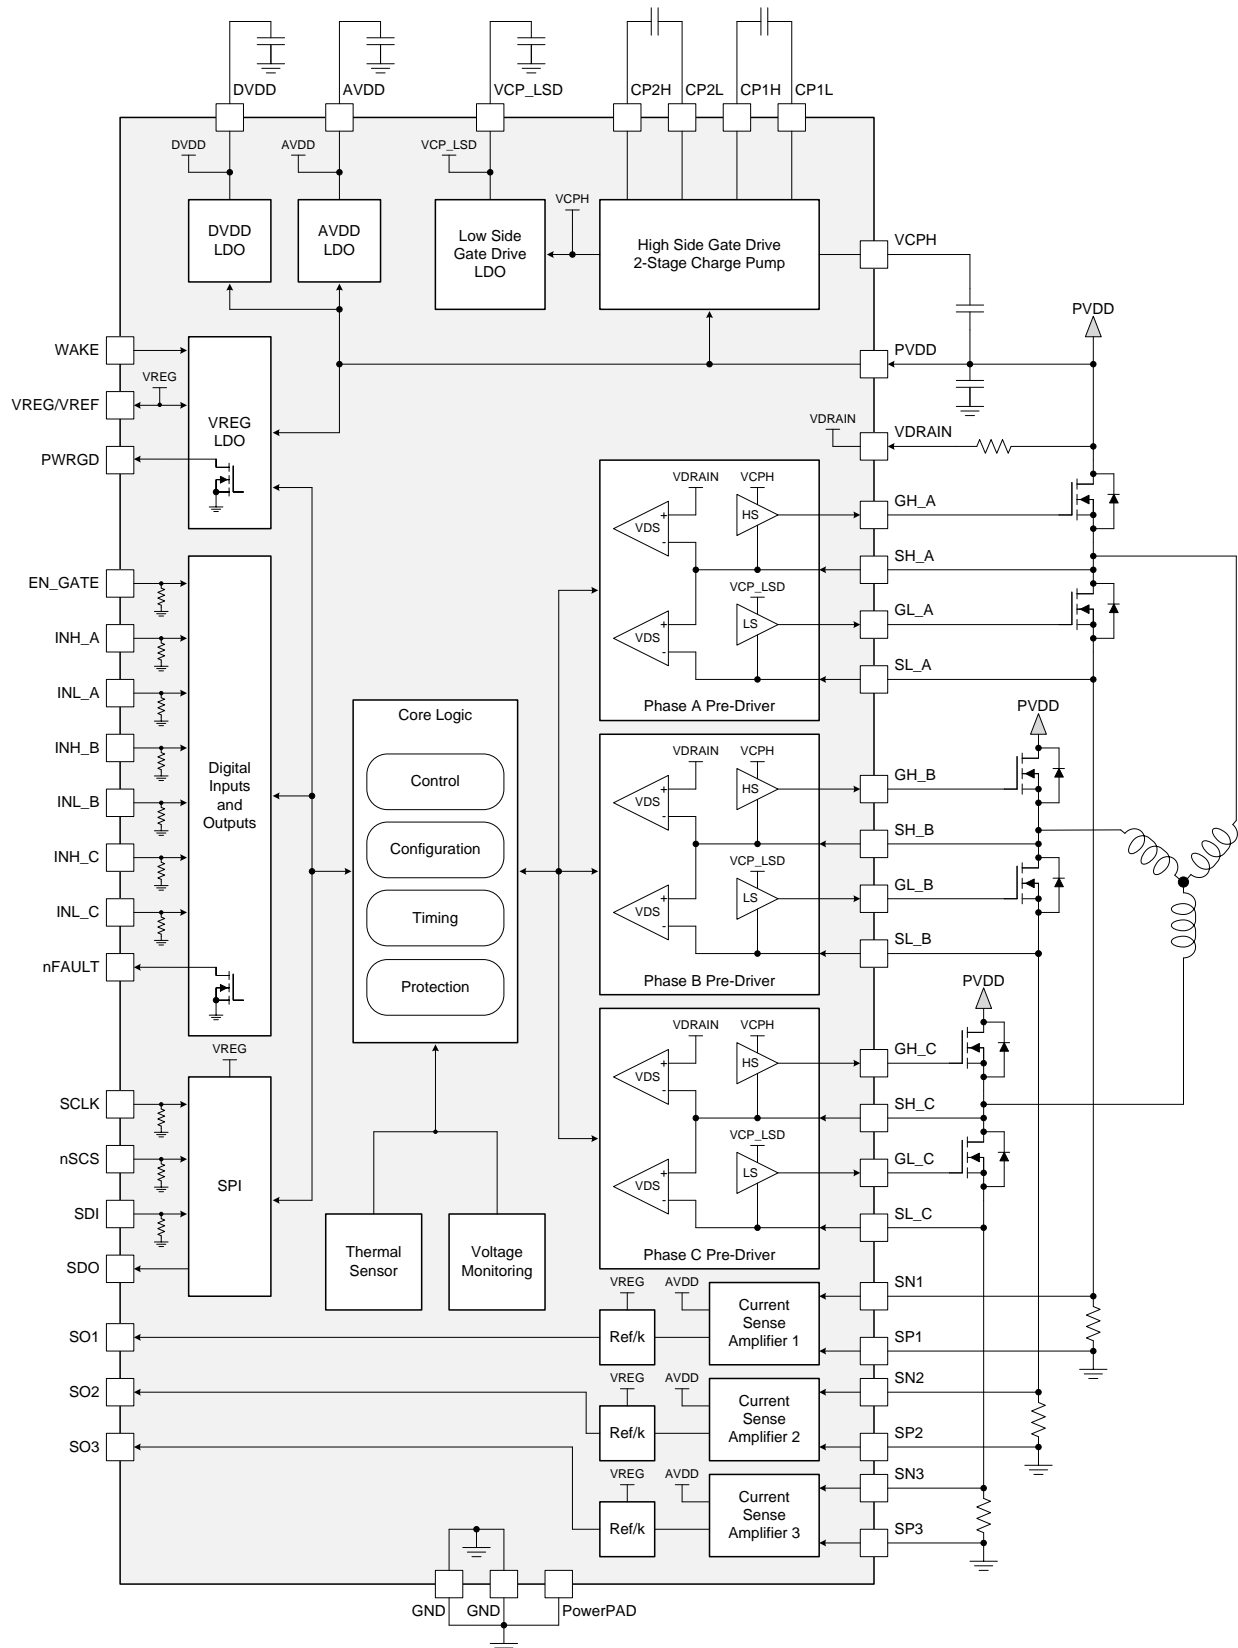 DVDD
AVDD
VCP_LSD
CP2H
CP2L
CP1H
CP1L
DVDD
AVDD
VCP_LSD
VCPH
DVDD
LDO
AVDD
LDO
Low Side
Gate Drive
LDO
High Side Gate Drive
2-Stage Charge Pump
VCPH
PVDD
WAKE
PVDD
VREG
VREG/VREF
VREG
LDO
PWRGD
VDRAIN
VDRAIN
VDRAIN
VCPH
+
VDS
-
HS
GH_A
SH_A
VCP_LSD
+
VDS
-
LS
GL_A
SL_A
Phase A Pre-Driver
EN_GATE
INH_A
INL_A
INH_B
INL_B
INH_C
INL_C
nFAULT
Digital
Inputs
and
Outputs
Core Logic
Control
Configuration
Timing
Protection
PVDD
VDRAIN
VCPH
+
VDS
-
HS
GH_B
SH_B
VCP_LSD
+
VDS
-
LS
GL_B
SL_B
Phase B Pre-Driver
PVDD
VDRAIN
VCPH
+
VDS
-
HS
GH_C
SH_C
VCP_LSD
+
VDS
-
LS
GL_C
SL_C
Phase C Pre-Driver
VREG
SCLK
nSCS
SDI
SDO
SPI
Thermal
Sensor
Voltage
Monitoring
SO1
VREG
Ref/k
AVDD
Current
Sense
Amplifier 1
SN1
SP1
SO2
VREG
Ref/k
AVDD
Current
Sense
Amplifier 2
SN2
SP2
SO3
VREG
Ref/k
AVDD
Current
Sense
Amplifier 3
SN3
SP3
GND
GND
PowerPAD